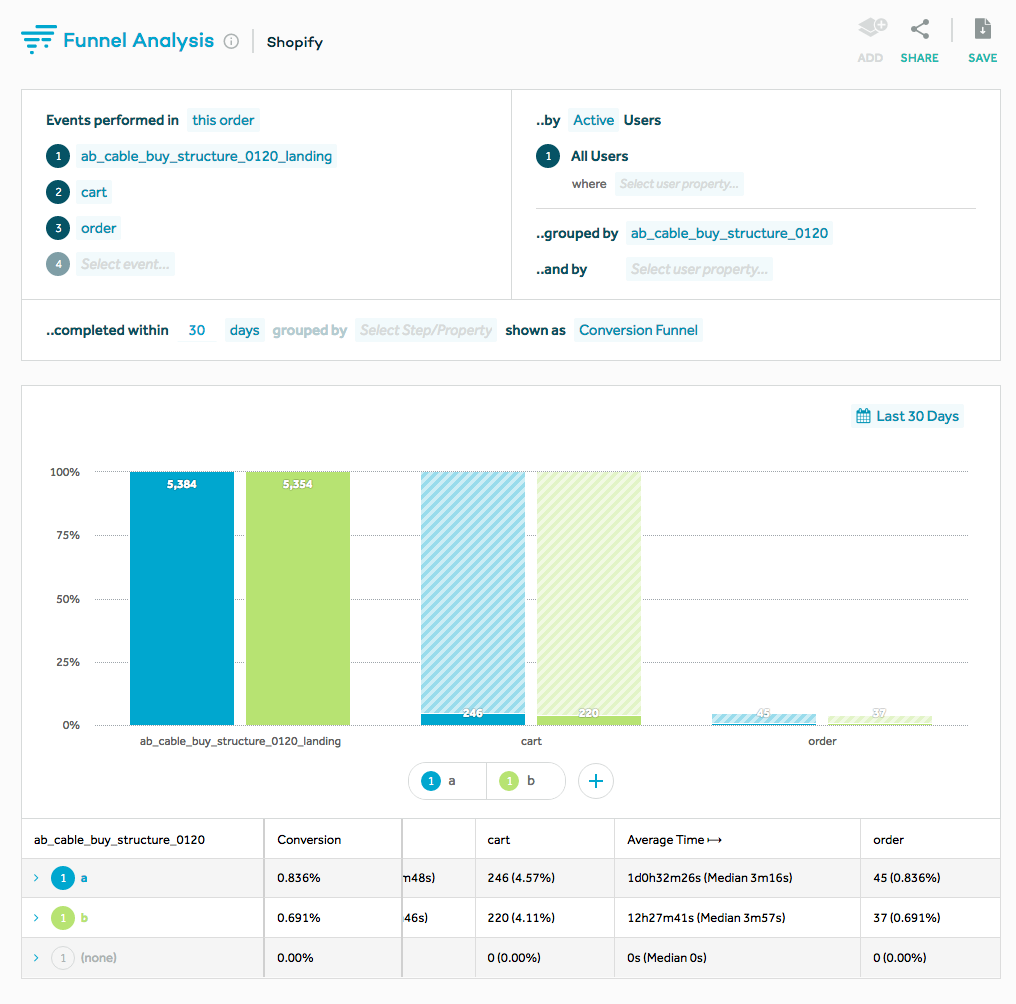 Funnel Analysis i Shopify
ADD SHARE SAVE
Events performed in this order
1 ab_cable_buy_structure_0120_landing
2 cart
3 order
4 Select event...
..by Active Users
1 All Users
where Select user property...
..grouped by ab_cable_buy_structure_0120
..and by Select user property...
..completed within 30 days grouped by Select Step/Property shown as Conversion Funnel
Last 30 Days
100%
75%
50%
25%
0%
5,384 5,354
246 220 45 37
ab_cable_buy_structure_0120_landing cart order
1 a 1 b +
ab_cable_buy_structure_0120 Conversion cart Average Time ↦ order
1 a 0.836% m48s) 246 (4.57%) 1d0h32m26s (Median 3m16s) 45 (0.836%)
1 b 0.691% 46s) 220 (4.11%) 12h27m41s (Median 3m57s) 37 (0.691%)
1 (none) 0.00% 0 (0.00%) 0s (Median 0s) 0 (0.00%)